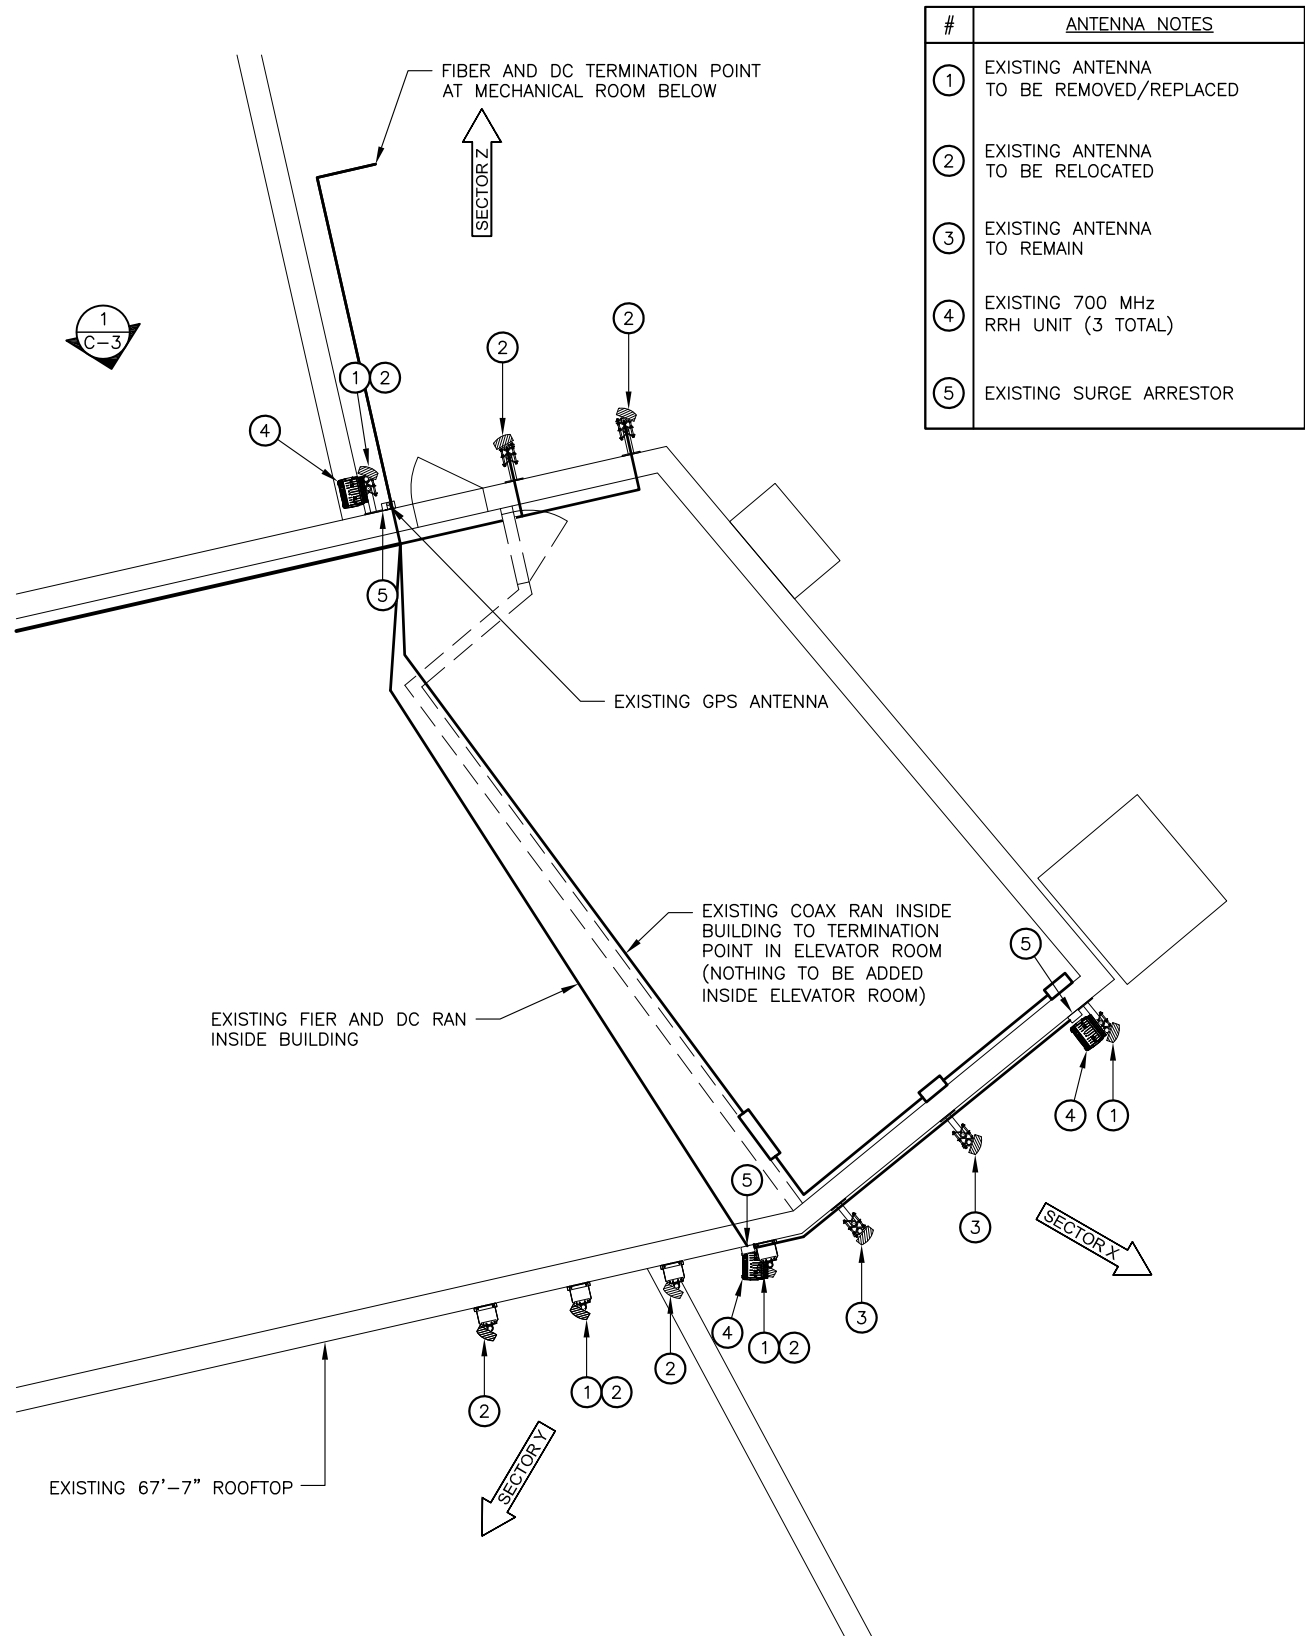 # ANTENNA NOTES
1 EXISTING ANTENNA
TO BE REMOVED/REPLACED
2 EXISTING ANTENNA
TO BE RELOCATED
3 EXISTING ANTENNA
TO REMAIN
4 EXISTING 700 MHz
RRH UNIT (3 TOTAL)
5 EXISTING SURGE ARRESTOR
FIBER AND DC TERMINATION POINT
AT MECHANICAL ROOM BELOW
SECTOR Z
1
C-3
2
2
1 2
4
5
EXISTING GPS ANTENNA
EXISTING COAX RAN INSIDE
BUILDING TO TERMINATION
POINT IN ELEVATOR ROOM
(NOTHING TO BE ADDED
INSIDE ELEVATOR ROOM)
5
EXISTING FIER AND DC RAN
INSIDE BUILDING
4 1
5
3
SECTOR X
3
4
1 2
2
1 2
2
SECTOR Y
EXISTING 67'-7" ROOFTOP